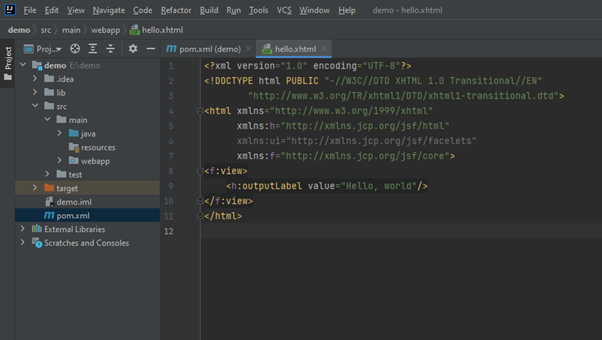 File Edit View Navigate Code Refactor Build Run Tools VCS Window Help demo - hello.xhtml
demo src main webapp hello.xhtml
Project
Proj...
pom.xml (demo)
hello.xhtml
demo E:\demo
.idea
lib
src
main
java
resources
webapp
test
target
demo.iml
pom.xml
External Libraries
Scratches and Consoles
1 <?xml version="1.0" encoding="UTF-8"?>
2 <!DOCTYPE html PUBLIC "-//W3C//DTD XHTML 1.0 Transitional//EN"
3 "http://www.w3.org/TR/xhtml1/DTD/xhtml1-transitional.dtd">
4 <html xmlns="http://www.w3.org/1999/xhtml"
5 xmlns:h="http://xmlns.jcp.org/jsf/html"
6 xmlns:ui="http://xmlns.jcp.org/jsf/facelets"
7 xmlns:f="http://xmlns.jcp.org/jsf/core">
8 <f:view>
9 <h:outputLabel value="Hello, world"/>
10 </f:view>
11 </html>
12